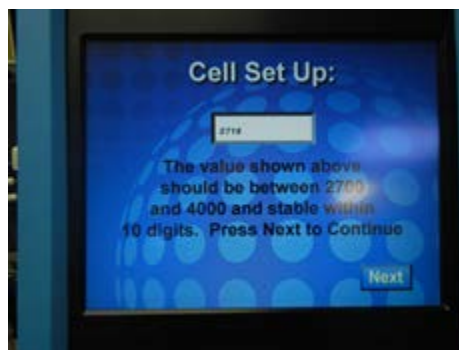 Cell Set Up:
2718
The value shown above
should be between 2700
and 4000 and stable within
10 digits. Press Next to Continue
Next